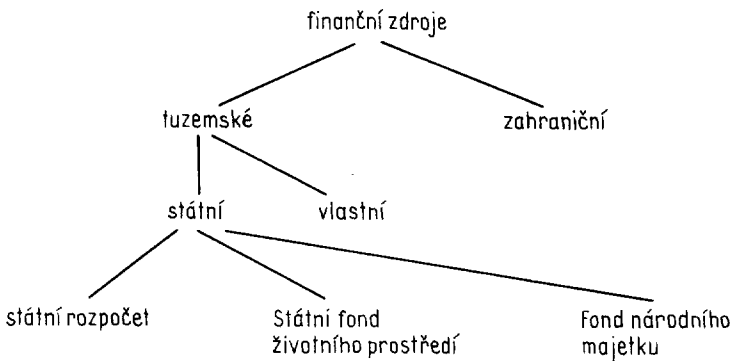 finanční zdroje
tuzemské
zahraniční
státní
vlastní
státní rozpočet
Státní fond
životního prostředí
Fond národního
majetku